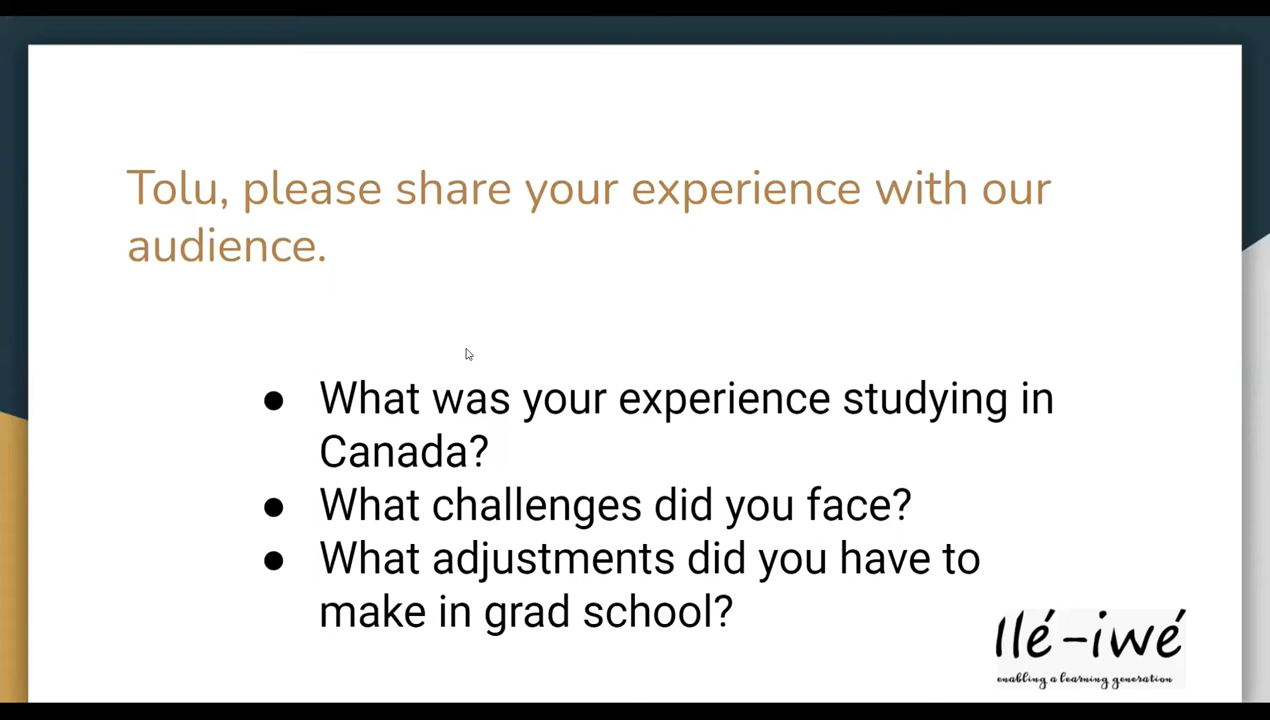 Tolu, please share your experience with our
audience.
● What was your experience studying in
Canada?
● What challenges did you face?
● What adjustments did you have to
make in grad school?
Ilé-iwé
enabling a learning generation